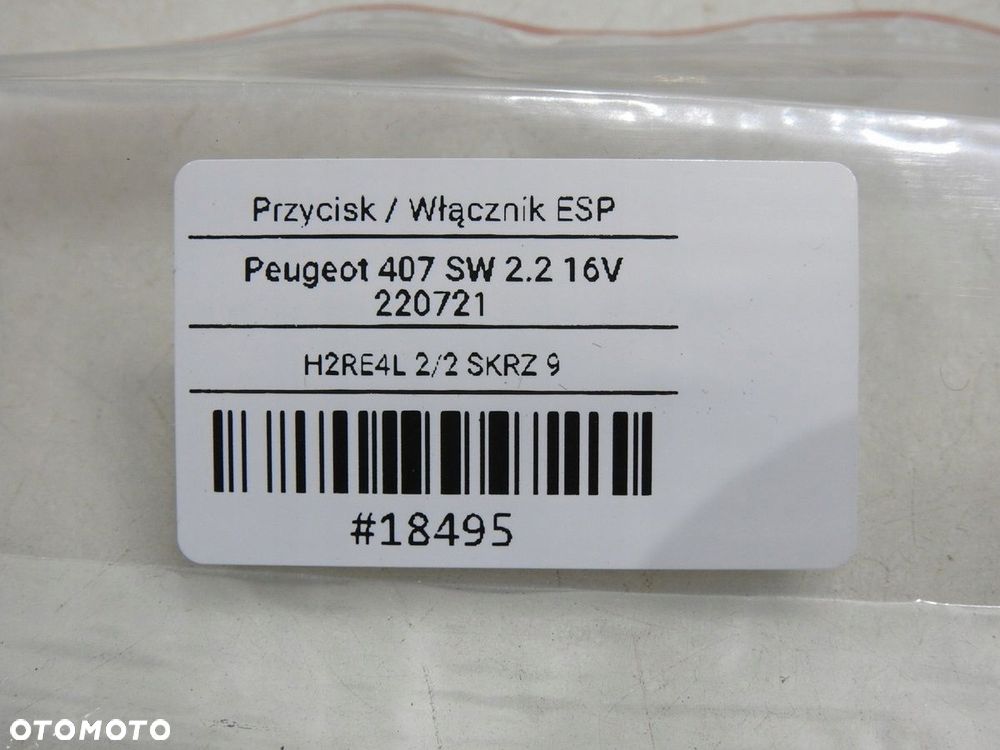 Przycisk / Włącznik ESP
Peugeot 407 SW 2.2 16V
220721
H2RE4L 2/2 SKRZ 9
#18495
OTOMOTO